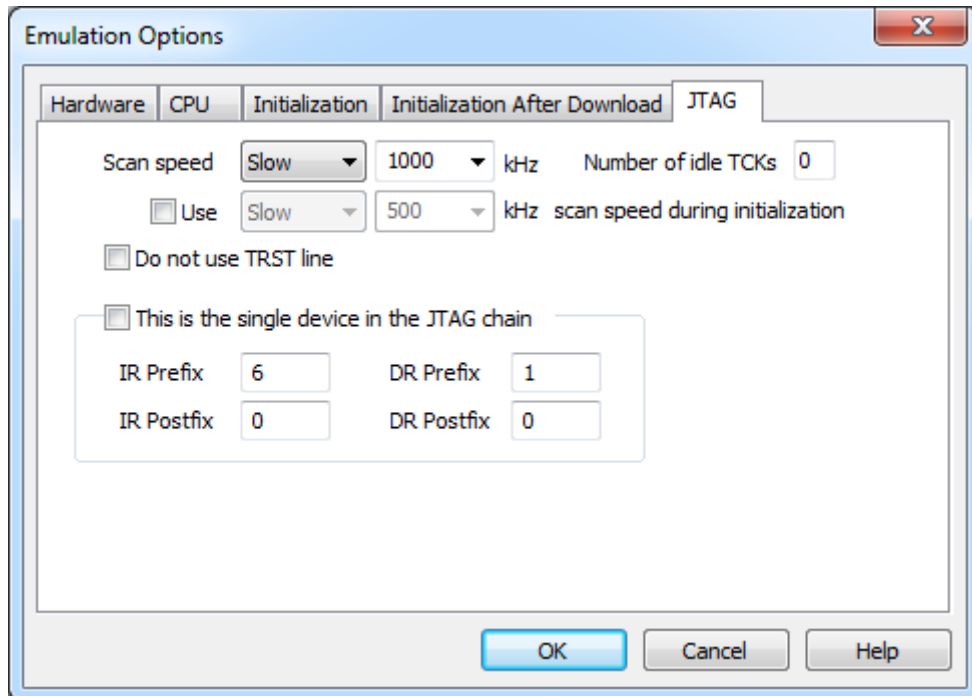 Emulation Options
Hardware CPU Initialization Initialization After Download JTAG
Scan speed Slow 1000 kHz Number of idle TCKs 0
Use Slow 500 kHz scan speed during initialization
Do not use TRST line
This is the single device in the JTAG chain
IR Prefix 6 DR Prefix 1
IR Postfix 0 DR Postfix 0
OK Cancel Help